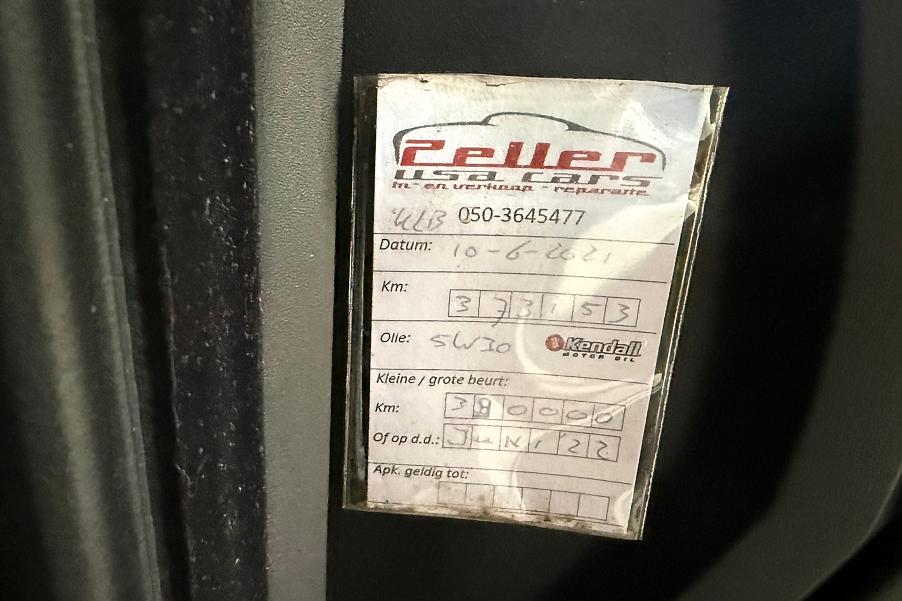 Zeller
usa cars
in- en verkoop - reparatie
KLB 050-3645477
Datum: 10-6-2021
Km: 373153
Olie: 5W30 Kendall
MOTOR OIL
Kleine / grote beurt:
Km: 380000
Of op d.d.: JUNI 22
Apk. geldig tot: